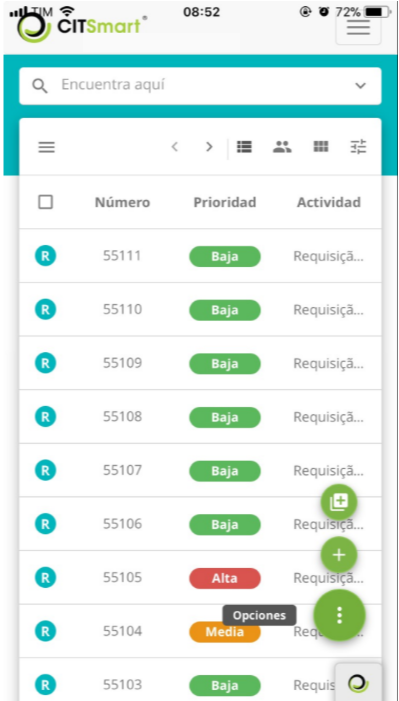 TIM 08:52 72%
CITSmart®
Encuentra aquí
Número Prioridad Actividad
R 55111 Baja Requisiçã...
R 55110 Baja Requisiçã...
R 55109 Baja Requisiçã...
R 55108 Baja Requisiçã...
R 55107 Baja Requisiçã...
R 55106 Baja Requisiçã...
R 55105 Alta Requisiçã...
Opciones
R 55104 Media
R 55103 Baja Requis